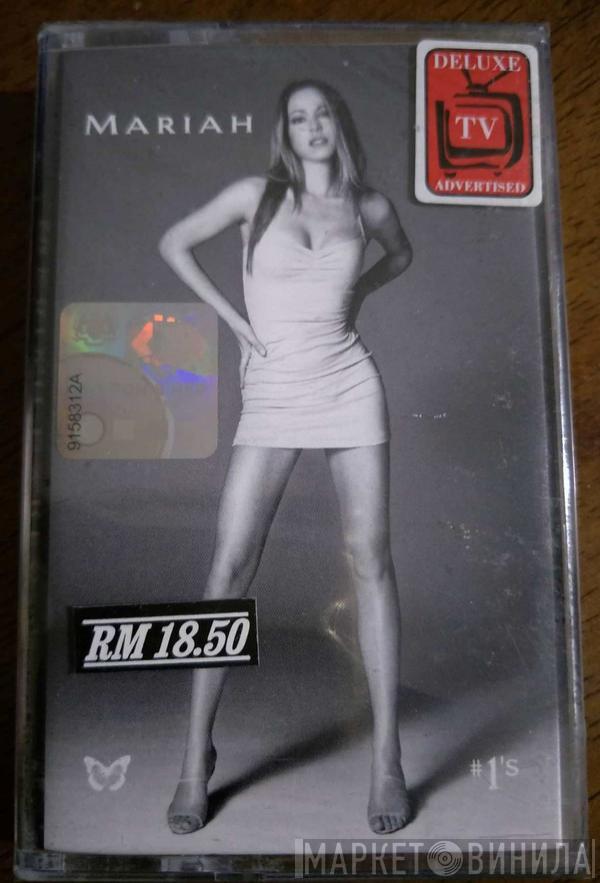 MARIAH
DELUXE
TV
ADVERTISED
9158312A
RM 18.50
#1's
МАРКЕТ ВИНИЛА